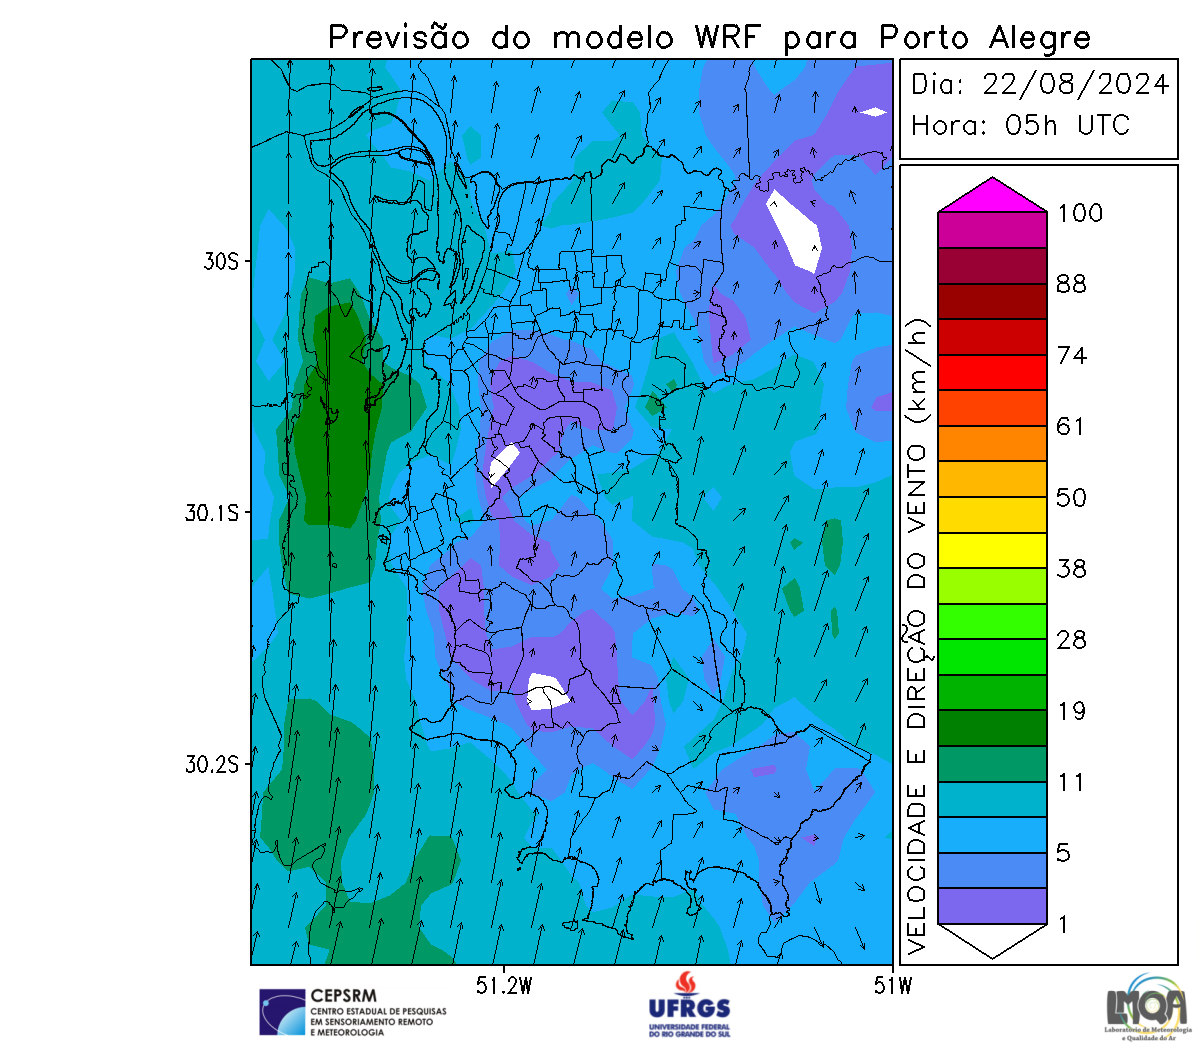 Previsão do modelo WRF para Porto Alegre
Dia: 22/08/2024
Hora: 05h UTC
30S
30.1S
30.2S
51.2W
51W
VELOCIDADE E DIREÇÃO DO VENTO (km/h)
100
88
74
61
50
38
28
19
11
5
1
CEPSRM
CENTRO ESTADUAL DE PESQUISAS
EM SENSORIAMENTO REMOTO
E METEOROLOGIA
UFRGS
UNIVERSIDADE FEDERAL
DO RIO GRANDE DO SUL
LMQA
Laboratório de Meteorologia
e Qualidade do Ar